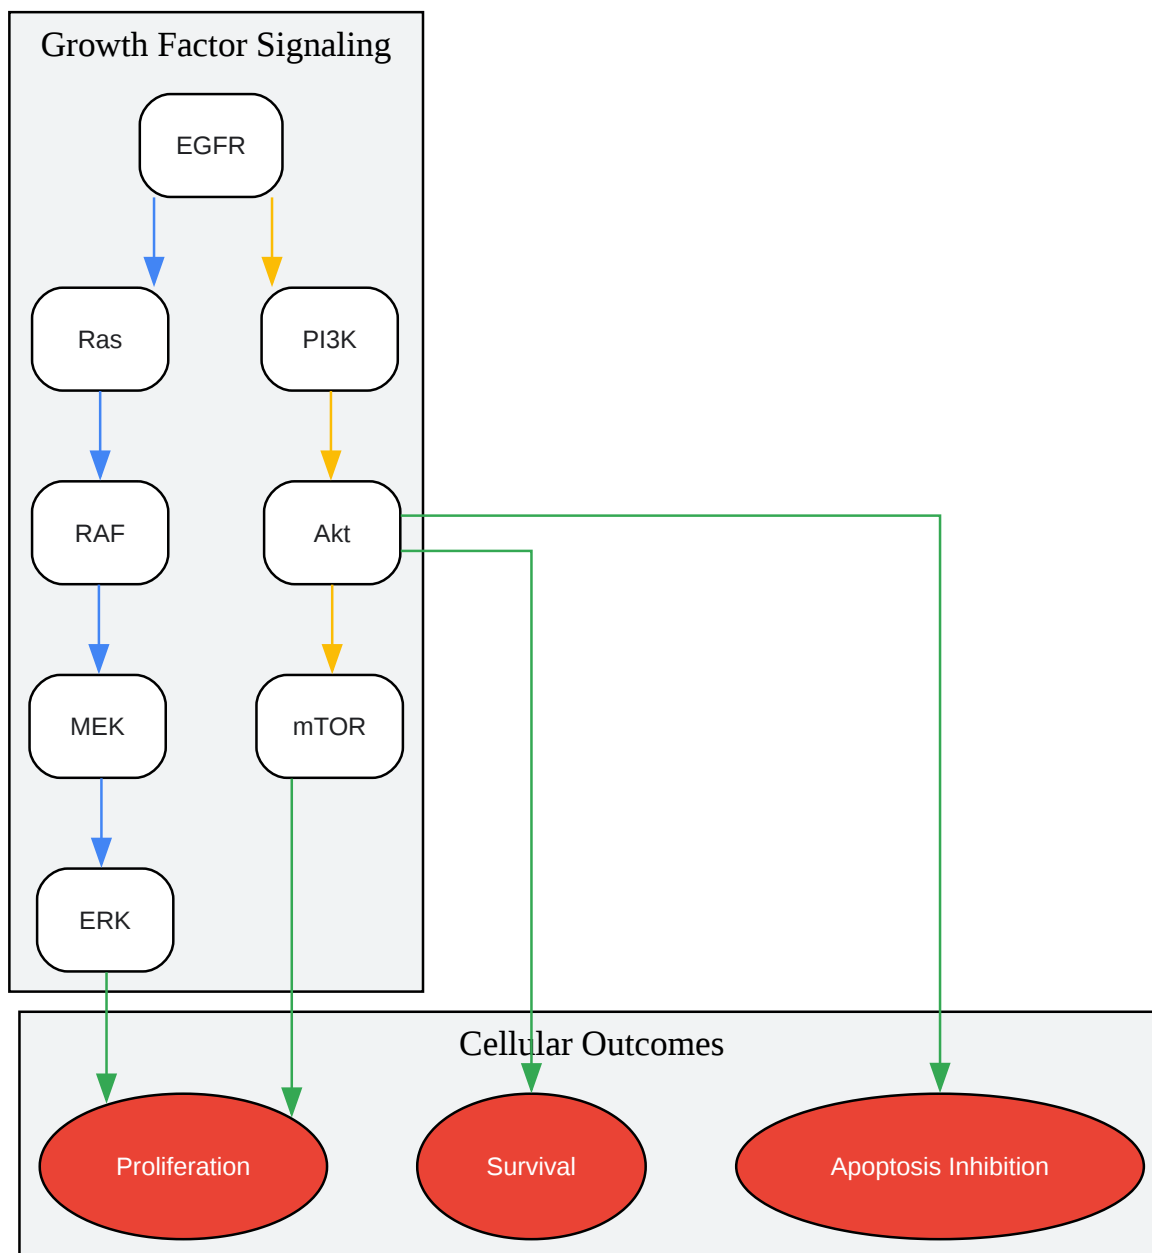 Growth Factor Signaling
EGFR
Ras
PI3K
RAF
Akt
MEK
mTOR
ERK
Cellular Outcomes
Proliferation
Survival
Apoptosis Inhibition